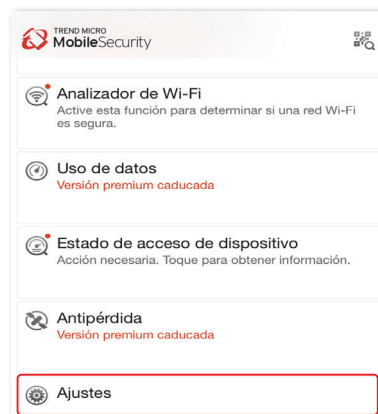 TREND MICRO
MobileSecurity
Analizador de Wi-Fi
Active esta función para determinar si una red Wi-Fi
es segura.
Uso de datos
Versión premium caducada
Estado de acceso de dispositivo
Acción necesaria. Toque para obtener información.
Antipérdida
Versión premium caducada
Ajustes